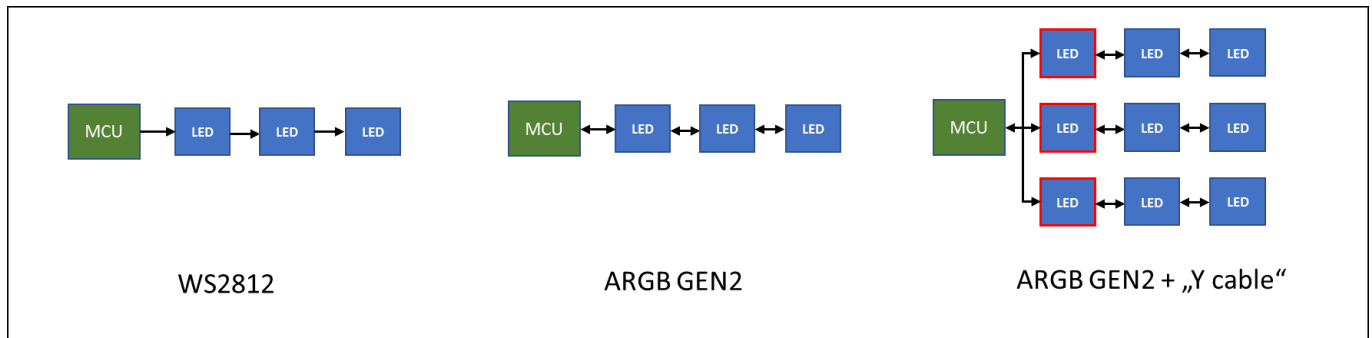 MCU LED LED LED
WS2812
MCU LED LED LED
ARGB GEN2
LED LED LED
MCU LED LED LED
LED LED LED
ARGB GEN2 + „Y cable“